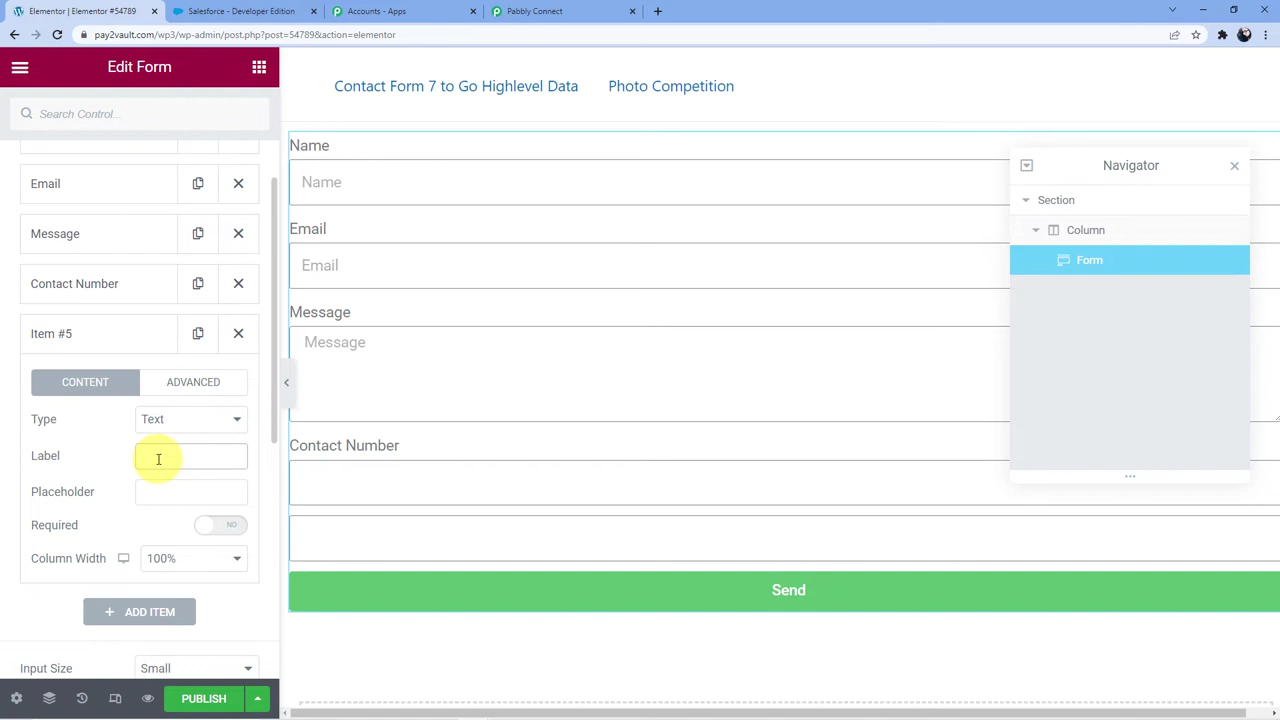 Elementor | Elementor #54789
Salesforce - Developer Edition
Accounts - Apps
Pabbly Connect
pay2vault.com/wp3/wp-admin/post.php?post=54789&action=elementor
Edit Form
Search Control...
Email
Message
Contact Number
Item #5
CONTENT
ADVANCED
Type
Text
Label
Placeholder
Required
NO
Column Width
100%
ADD ITEM
Input Size
Small
PUBLISH
Contact Form 7 to Go Highlevel Data
Photo Competition
Name
Name
Email
Email
Message
Message
Contact Number
Send
Navigator
Section
Column
Form